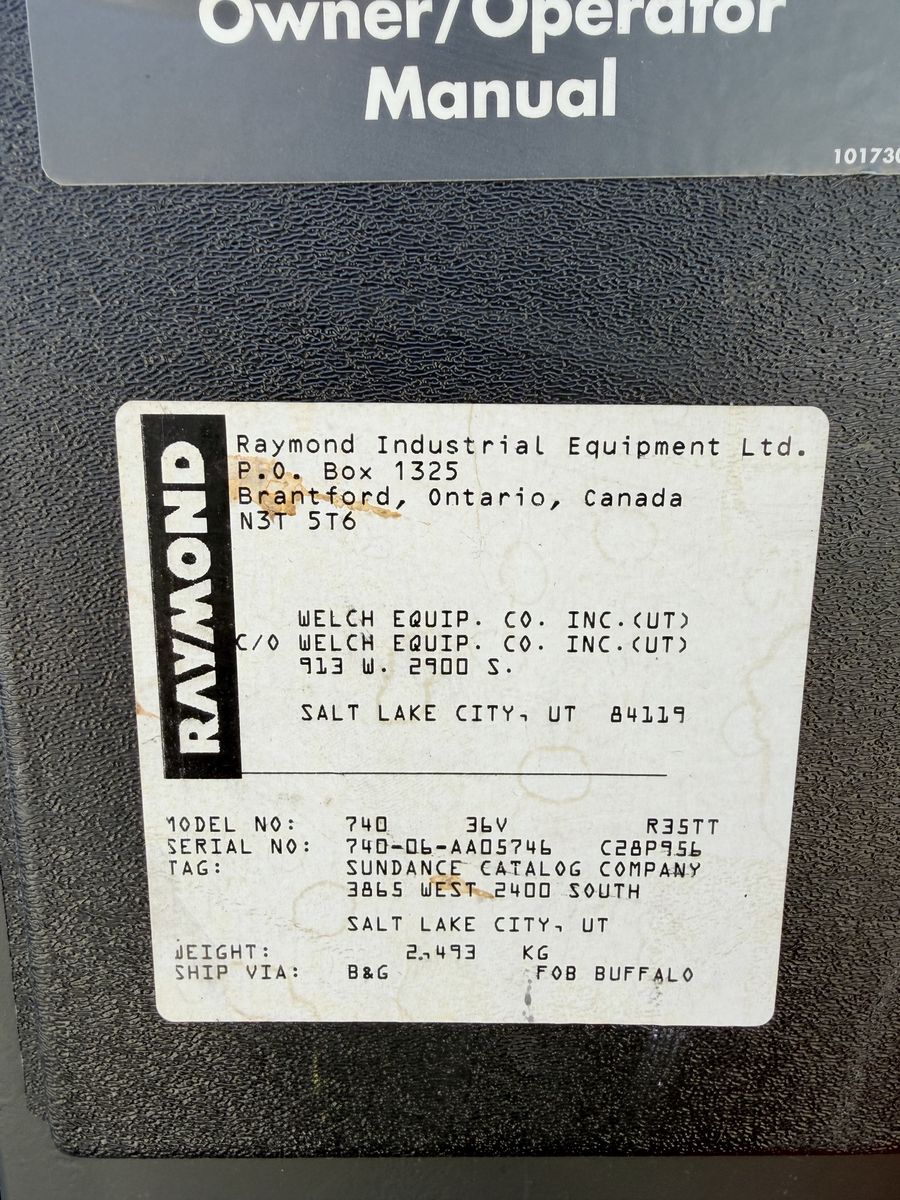 Owner/Operator
Manual
10173
RAYMOND
Raymond Industrial Equipment Ltd.
P.O. Box 1325
Brantford, Ontario, Canada
N3T 5T6
WELCH EQUIP. CO. INC.(UT)
C/O WELCH EQUIP. CO. INC.(UT)
913 W. 2900 S.
SALT LAKE CITY, UT 84119
MODEL NO: 740 36V R35TT
SERIAL NO: 740-06-AA05746 C28P956
TAG: SUNDANCE CATALOG COMPANY
3865 WEST 2400 SOUTH
SALT LAKE CITY, UT
WEIGHT: 2,493 KG
SHIP VIA: B&G FOB BUFFALO